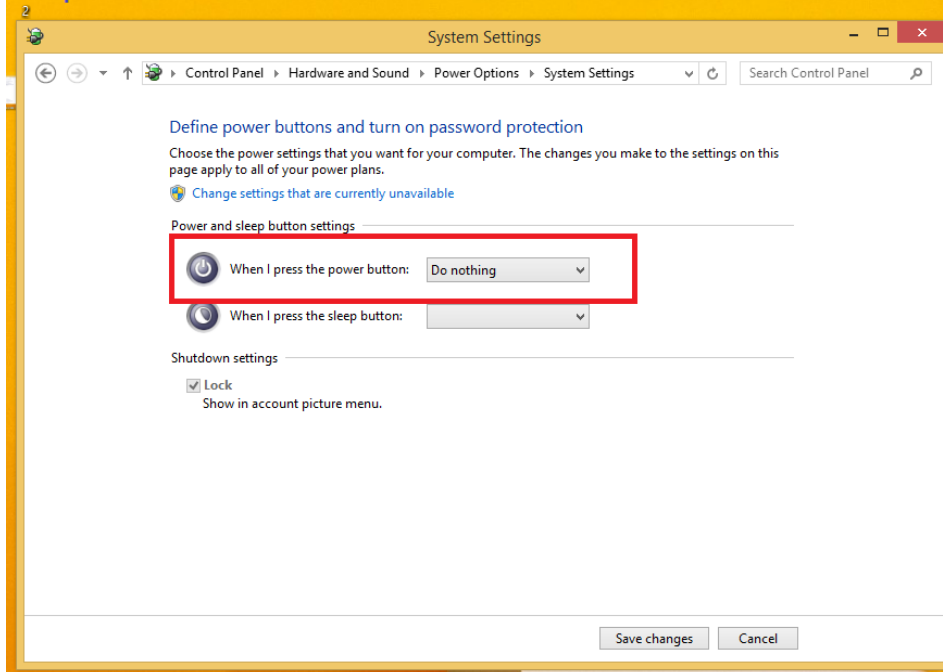 2
System Settings
Control Panel Hardware and Sound Power Options System Settings
Search Control Panel
Define power buttons and turn on password protection
Choose the power settings that you want for your computer. The changes you make to the settings on this
page apply to all of your power plans.
Change settings that are currently unavailable
Power and sleep button settings
When I press the power button: Do nothing
When I press the sleep button:
Shutdown settings
Lock
Show in account picture menu.
Save changes Cancel